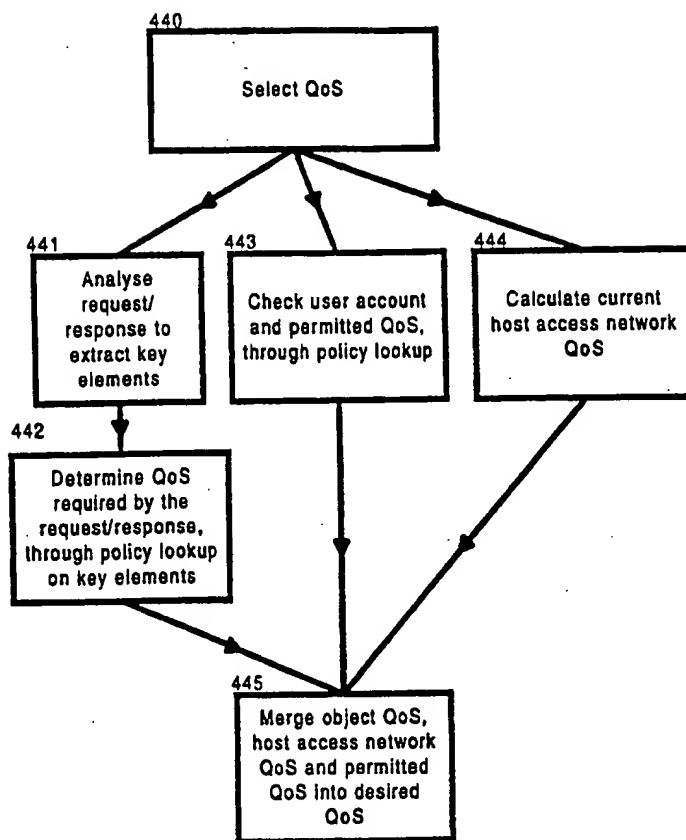 440
Select QoS
441
Analyse
request/
response to
extract key
elements
443
Check user account
and permitted QoS,
through policy lookup
444
Calculate current
host access network
QoS
442
Determine QoS
required by the
request/response,
through policy lookup
on key elements
445
Merge object QoS,
host access network
QoS and permitted
QoS into desired
QoS